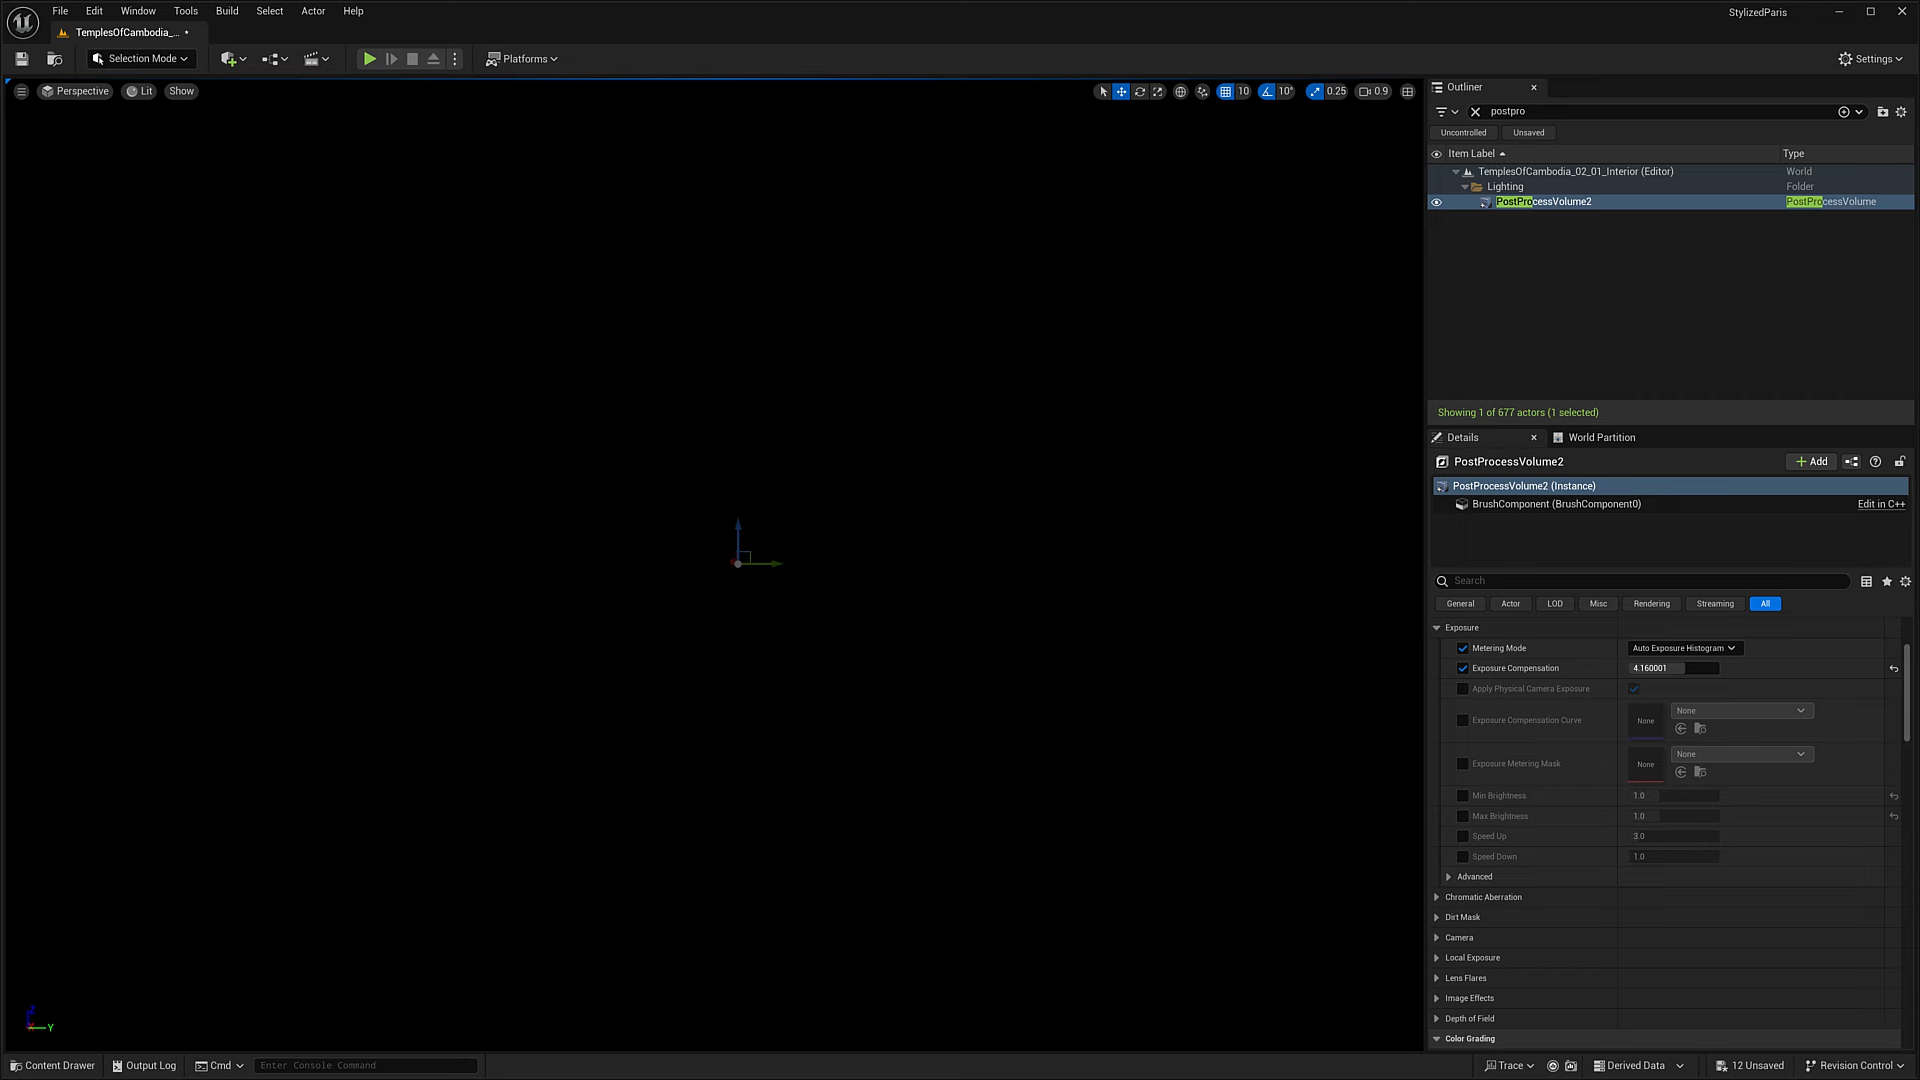 File Edit Window Tools Build Select Actor Help
StylizedParis
TemplesOfCambodia_... •
Selection Mode
Platforms
Settings
Perspective Lit Show
10 10° 0.25 0.9
Outliner
postpro
Uncontrolled Unsaved
Item Label Type
TemplesOfCambodia_02_01_Interior (Editor) World
Lighting Folder
PostProcessVolume2 PostProcessVolume
Showing 1 of 677 actors (1 selected)
Details World Partition
PostProcessVolume2 + Add
PostProcessVolume2 (Instance)
BrushComponent (BrushComponent0) Edit in C++
Search
General Actor LOD Misc Rendering Streaming All
Exposure
Metering Mode Auto Exposure Histogram
Exposure Compensation 4.160001
Apply Physical Camera Exposure
Exposure Compensation Curve None None
Exposure Metering Mask None None
Min Brightness 1.0
Max Brightness 1.0
Speed Up 3.0
Speed Down 1.0
Advanced
Chromatic Aberration
Dirt Mask
Camera
Local Exposure
Lens Flares
Image Effects
Depth of Field
Color Grading
Z
X Y
Content Drawer Output Log Cmd Enter Console Command Trace Derived Data 12 Unsaved Revision Control